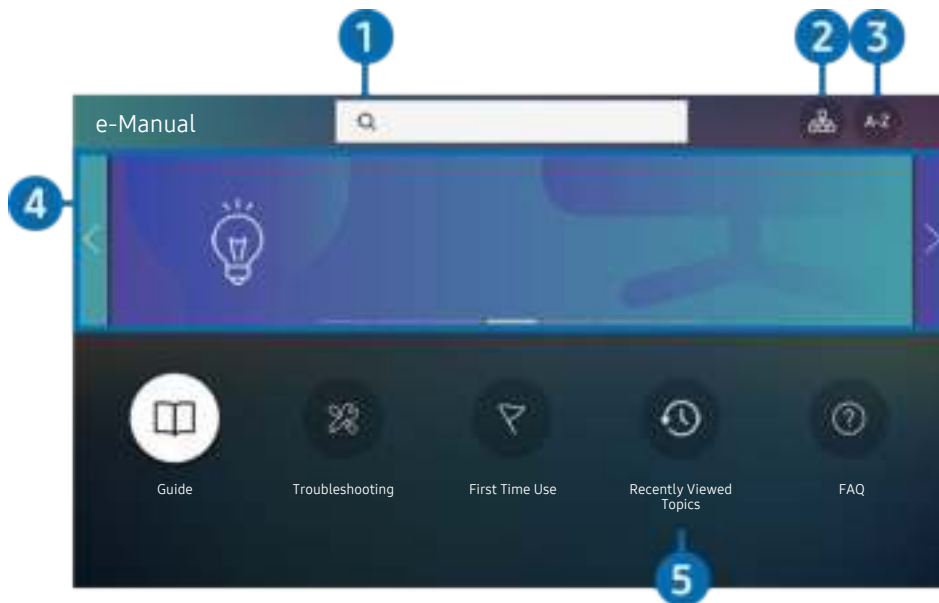 1
2
3
e-Manual
A-Z
4
Guide
Troubleshooting
First Time Use
Recently Viewed
Topics
FAQ
5